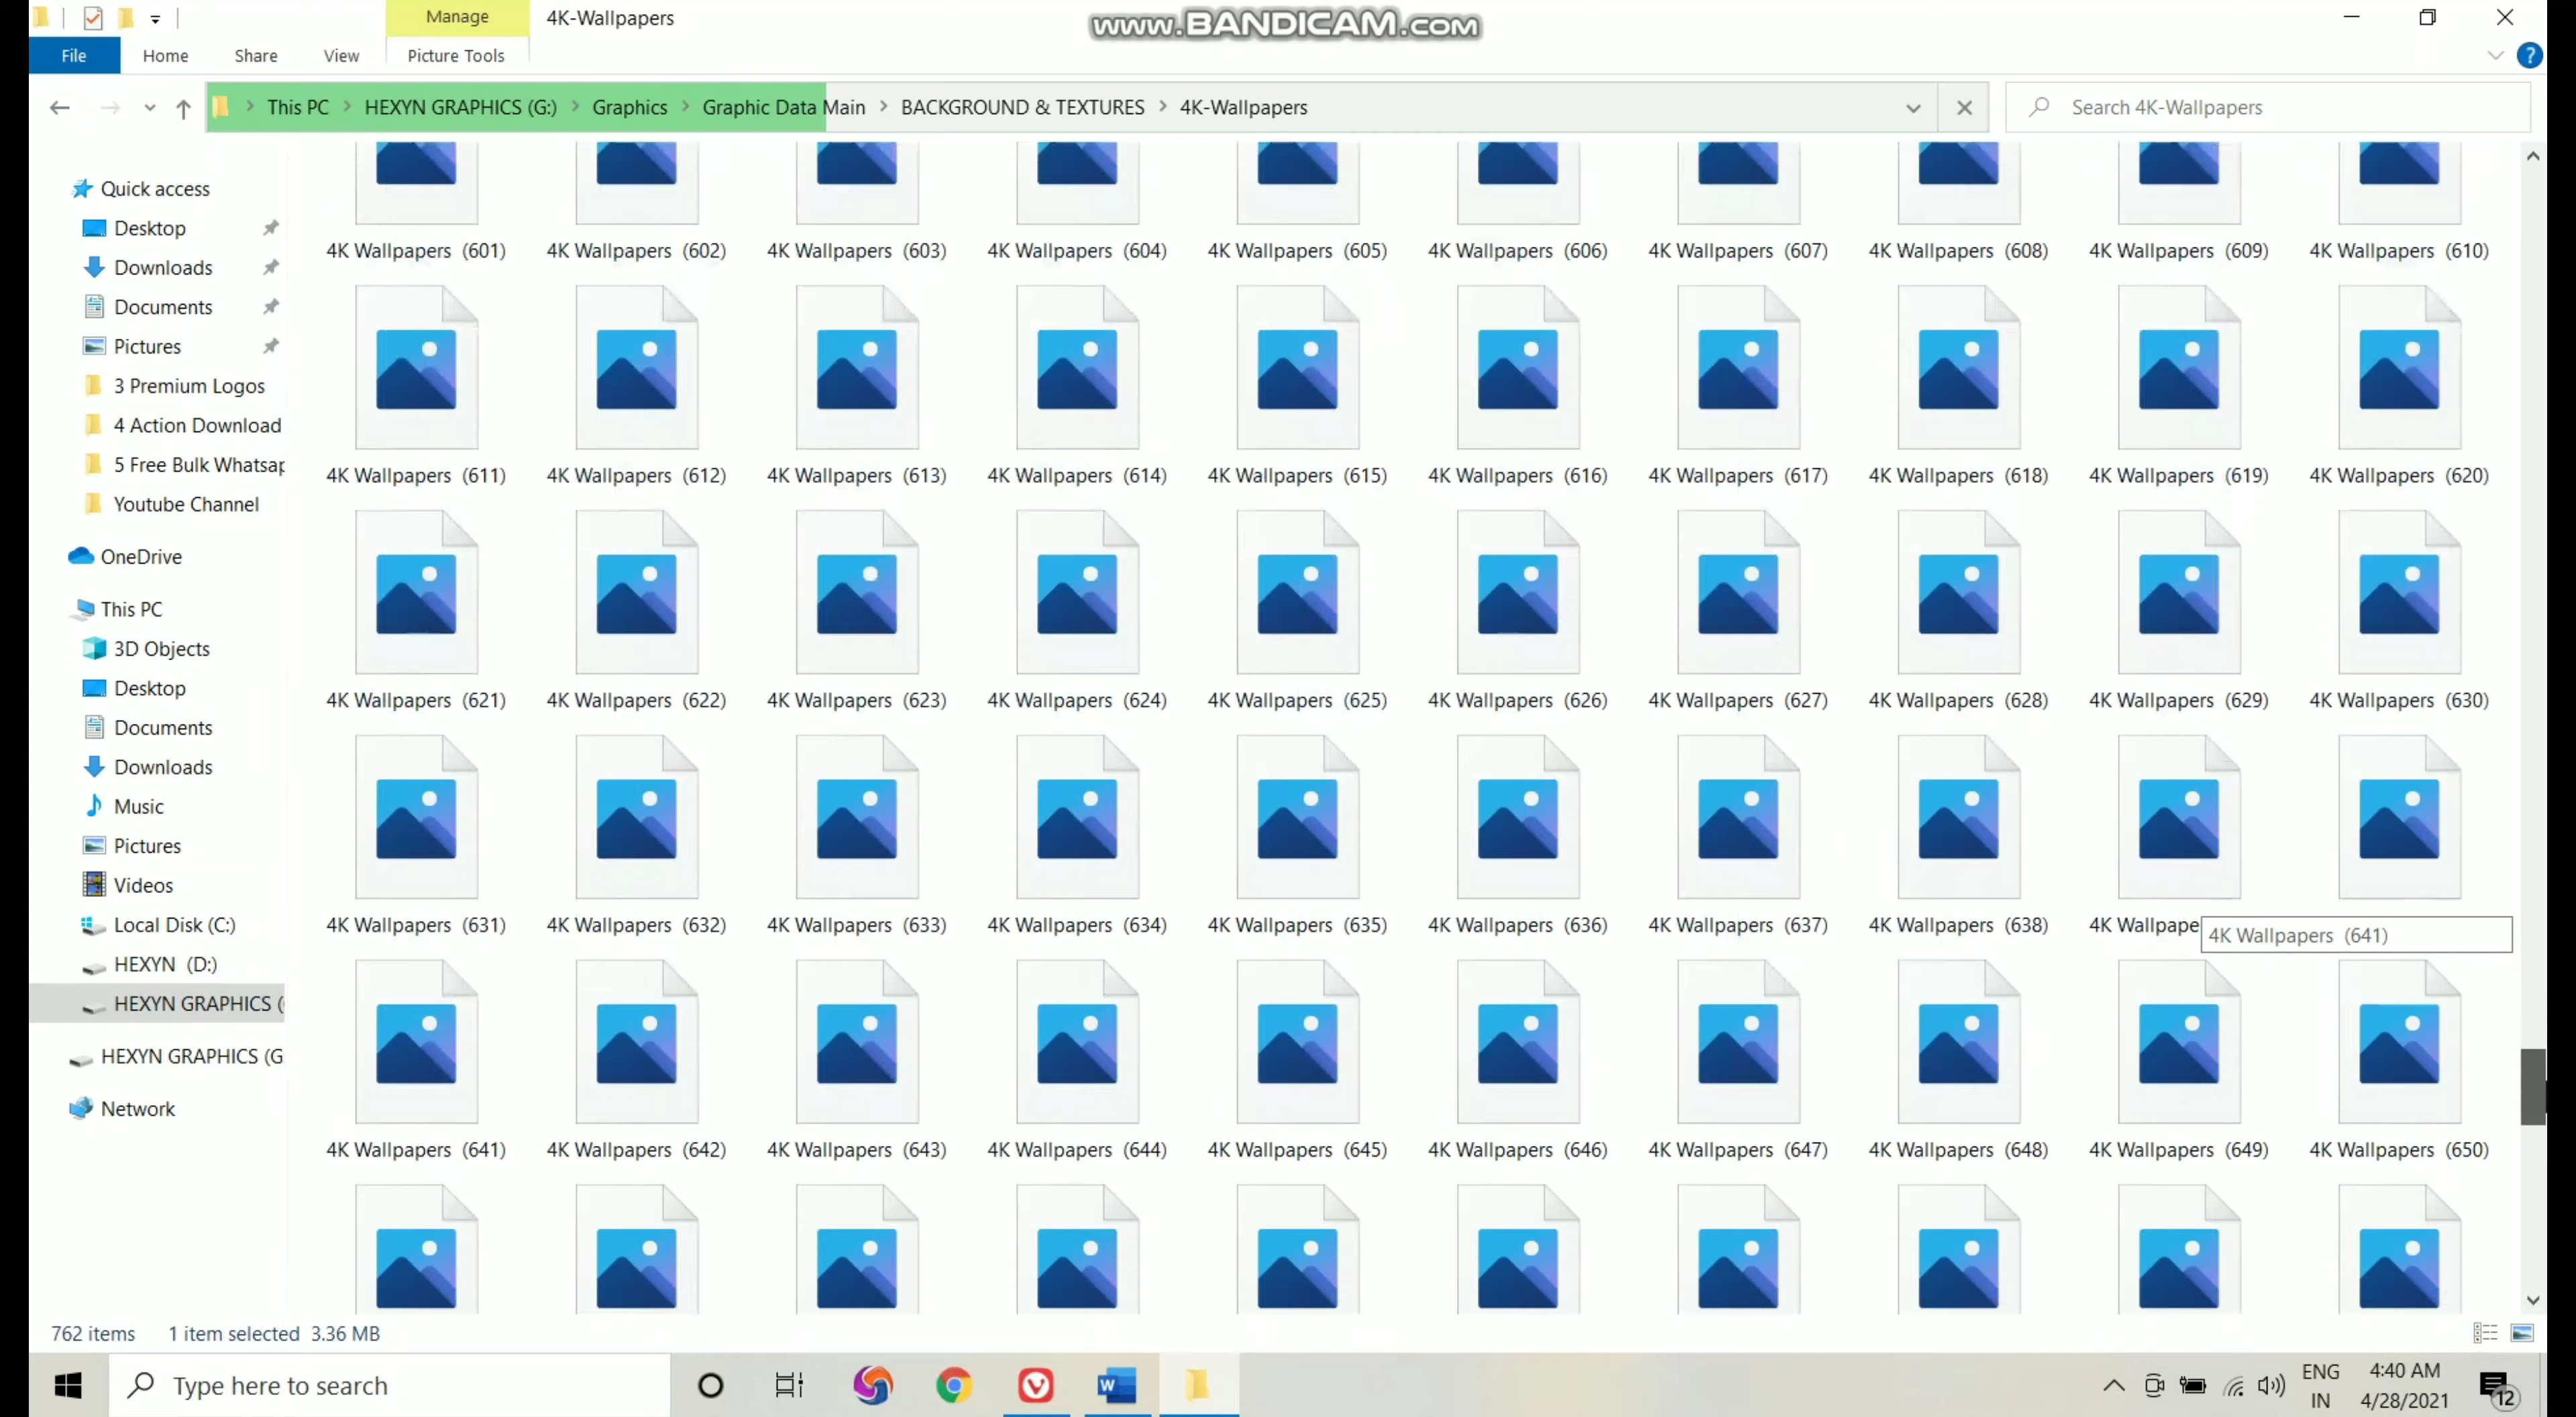 Manage
4K-Wallpapers
www.BANDICAM.com
File
Home
Share
View
Picture Tools
?
This PC
HEXYN GRAPHICS (G:)
Graphics
Graphic Data Main
BACKGROUND & TEXTURES
4K-Wallpapers
Search 4K-Wallpapers
Quick access
Desktop
Downloads
Documents
Pictures
3 Premium Logos
4 Action Download
5 Free Bulk Whatsap
Youtube Channel
OneDrive
This PC
3D Objects
Desktop
Documents
Downloads
Music
Pictures
Videos
Local Disk (C:)
HEXYN (D:)
HEXYN GRAPHICS (
HEXYN GRAPHICS (G
Network
4K Wallpapers (601) 4K Wallpapers (602) 4K Wallpapers (603) 4K Wallpapers (604) 4K Wallpapers (605) 4K Wallpapers (606) 4K Wallpapers (607) 4K Wallpapers (608) 4K Wallpapers (609) 4K Wallpapers (610)
4K Wallpapers (611) 4K Wallpapers (612) 4K Wallpapers (613) 4K Wallpapers (614) 4K Wallpapers (615) 4K Wallpapers (616) 4K Wallpapers (617) 4K Wallpapers (618) 4K Wallpapers (619) 4K Wallpapers (620)
4K Wallpapers (621) 4K Wallpapers (622) 4K Wallpapers (623) 4K Wallpapers (624) 4K Wallpapers (625) 4K Wallpapers (626) 4K Wallpapers (627) 4K Wallpapers (628) 4K Wallpapers (629) 4K Wallpapers (630)
4K Wallpapers (631) 4K Wallpapers (632) 4K Wallpapers (633) 4K Wallpapers (634) 4K Wallpapers (635) 4K Wallpapers (636) 4K Wallpapers (637) 4K Wallpapers (638) 4K Wallpape
4K Wallpapers (641)
4K Wallpapers (641) 4K Wallpapers (642) 4K Wallpapers (643) 4K Wallpapers (644) 4K Wallpapers (645) 4K Wallpapers (646) 4K Wallpapers (647) 4K Wallpapers (648) 4K Wallpapers (649) 4K Wallpapers (650)
762 items 1 item selected 3.36 MB
Type here to search
W
ENG
IN
4:40 AM
4/28/2021
12